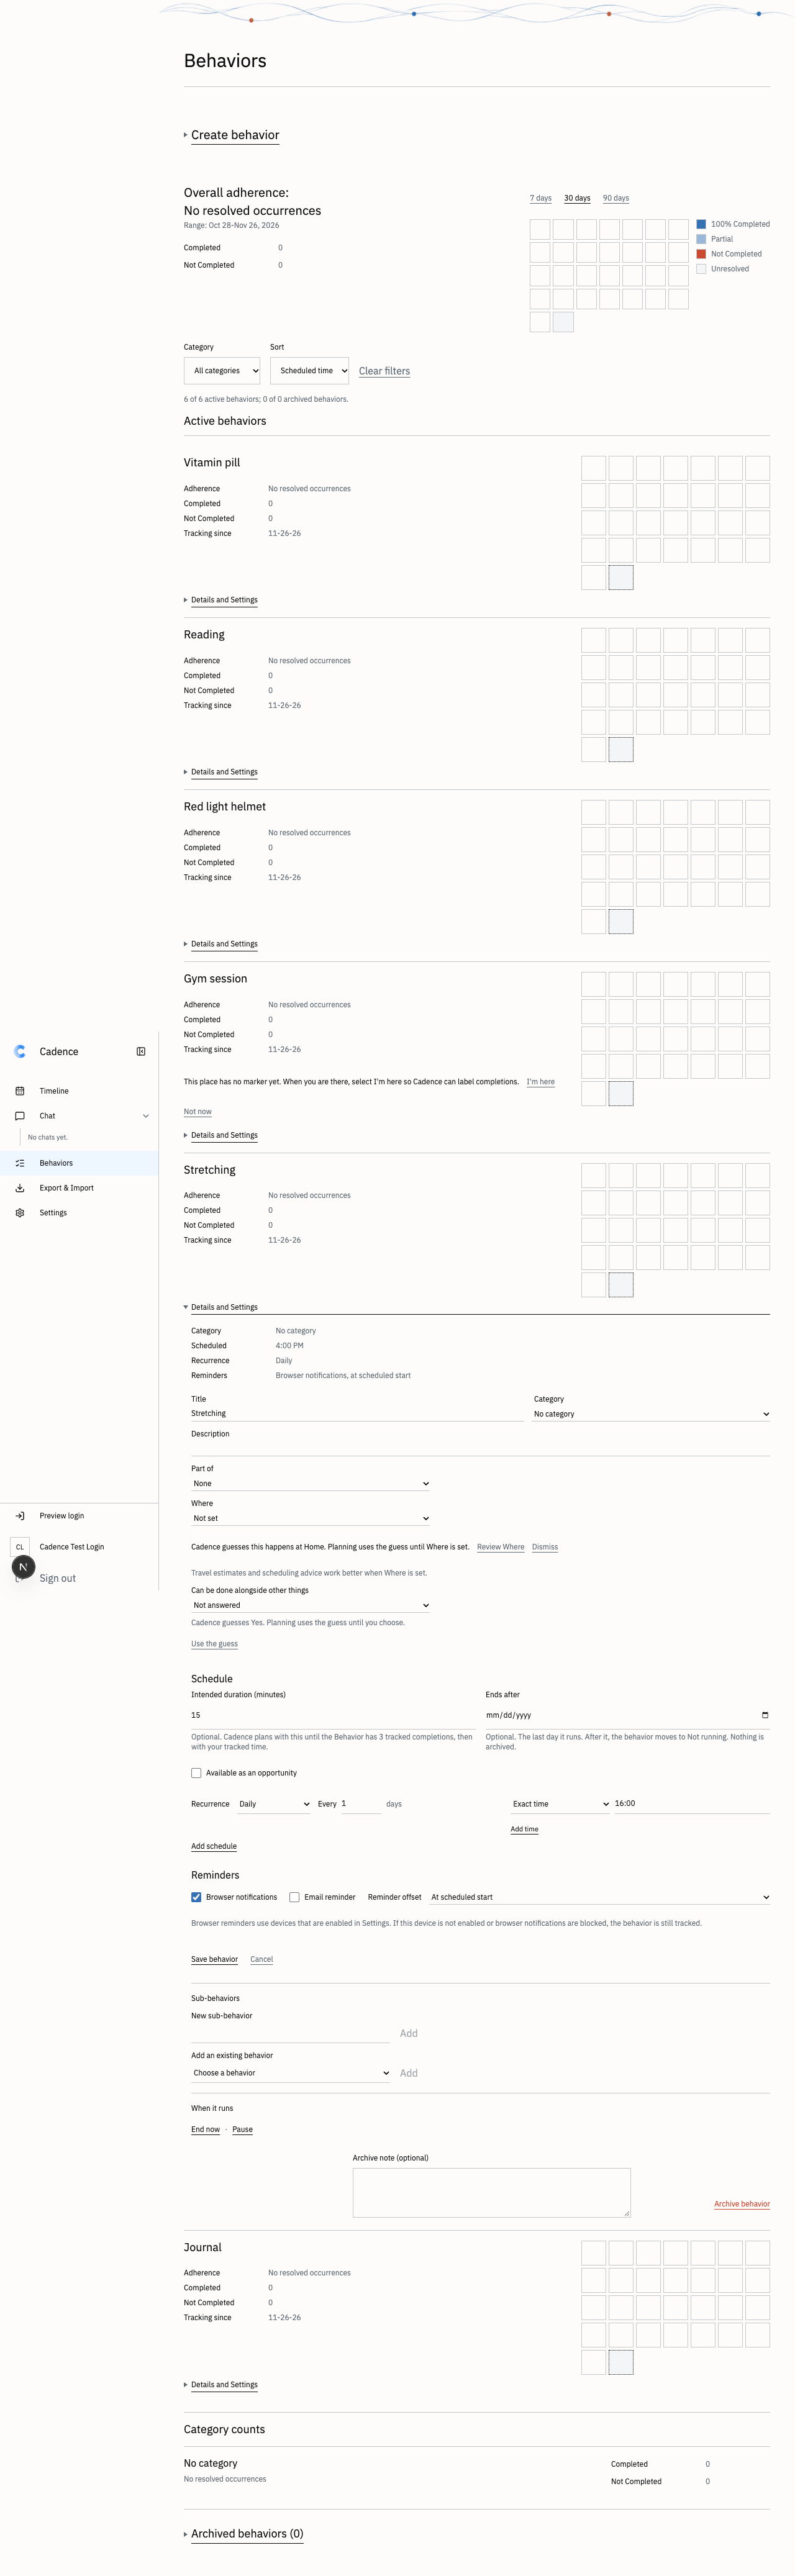 Behaviors
Create behavior
Overall adherence:
No resolved occurrences
Range: Oct 28-Nov 26, 2026
Completed 0
Not Completed 0
7 days 30 days 90 days
100% Completed
Partial
Not Completed
Unresolved
Category Sort
All categories Scheduled time Clear filters
6 of 6 active behaviors; 0 of 0 archived behaviors.
Active behaviors
Vitamin pill
Adherence No resolved occurrences
Completed 0
Not Completed 0
Tracking since 11-26-26
Details and Settings
Reading
Adherence No resolved occurrences
Completed 0
Not Completed 0
Tracking since 11-26-26
Details and Settings
Red light helmet
Adherence No resolved occurrences
Completed 0
Not Completed 0
Tracking since 11-26-26
Details and Settings
Gym session
Adherence No resolved occurrences
Completed 0
Not Completed 0
Tracking since 11-26-26
This place has no marker yet. When you are there, select I'm here so Cadence can label completions. I'm here
Not now
Details and Settings
Cadence
Timeline
Chat
No chats yet.
Behaviors
Export & Import
Settings
Stretching
Adherence No resolved occurrences
Completed 0
Not Completed 0
Tracking since 11-26-26
Details and Settings
Category No category
Scheduled 4:00 PM
Recurrence Daily
Reminders Browser notifications, at scheduled start
Title Category
Stretching No category
Description
Part of
None
Where
Not set
Cadence guesses this happens at Home. Planning uses the guess until Where is set. Review Where Dismiss
Travel estimates and scheduling advice work better when Where is set.
Can be done alongside other things
Not answered
Cadence guesses Yes. Planning uses the guess until you choose.
Use the guess
Preview login
CL Cadence Test Login
N
Sign out
Schedule
Intended duration (minutes) Ends after
15 mm/dd/yyyy
Optional. Cadence plans with this until the Behavior has 3 tracked completions, then
with your tracked time.
Optional. The last day it runs. After it, the behavior moves to Not running. Nothing is
archived.
Available as an opportunity
Recurrence Daily Every 1 days Exact time 16:00
Add time
Add schedule
Reminders
Browser notifications Email reminder Reminder offset At scheduled start
Browser reminders use devices that are enabled in Settings. If this device is not enabled or browser notifications are blocked, the behavior is still tracked.
Save behavior Cancel
Sub-behaviors
New sub-behavior
Add
Add an existing behavior
Choose a behavior Add
When it runs
End now · Pause
Archive note (optional)
Archive behavior
Journal
Adherence No resolved occurrences
Completed 0
Not Completed 0
Tracking since 11-26-26
Details and Settings
Category counts
No category
No resolved occurrences
Completed 0
Not Completed 0
Archived behaviors (0)